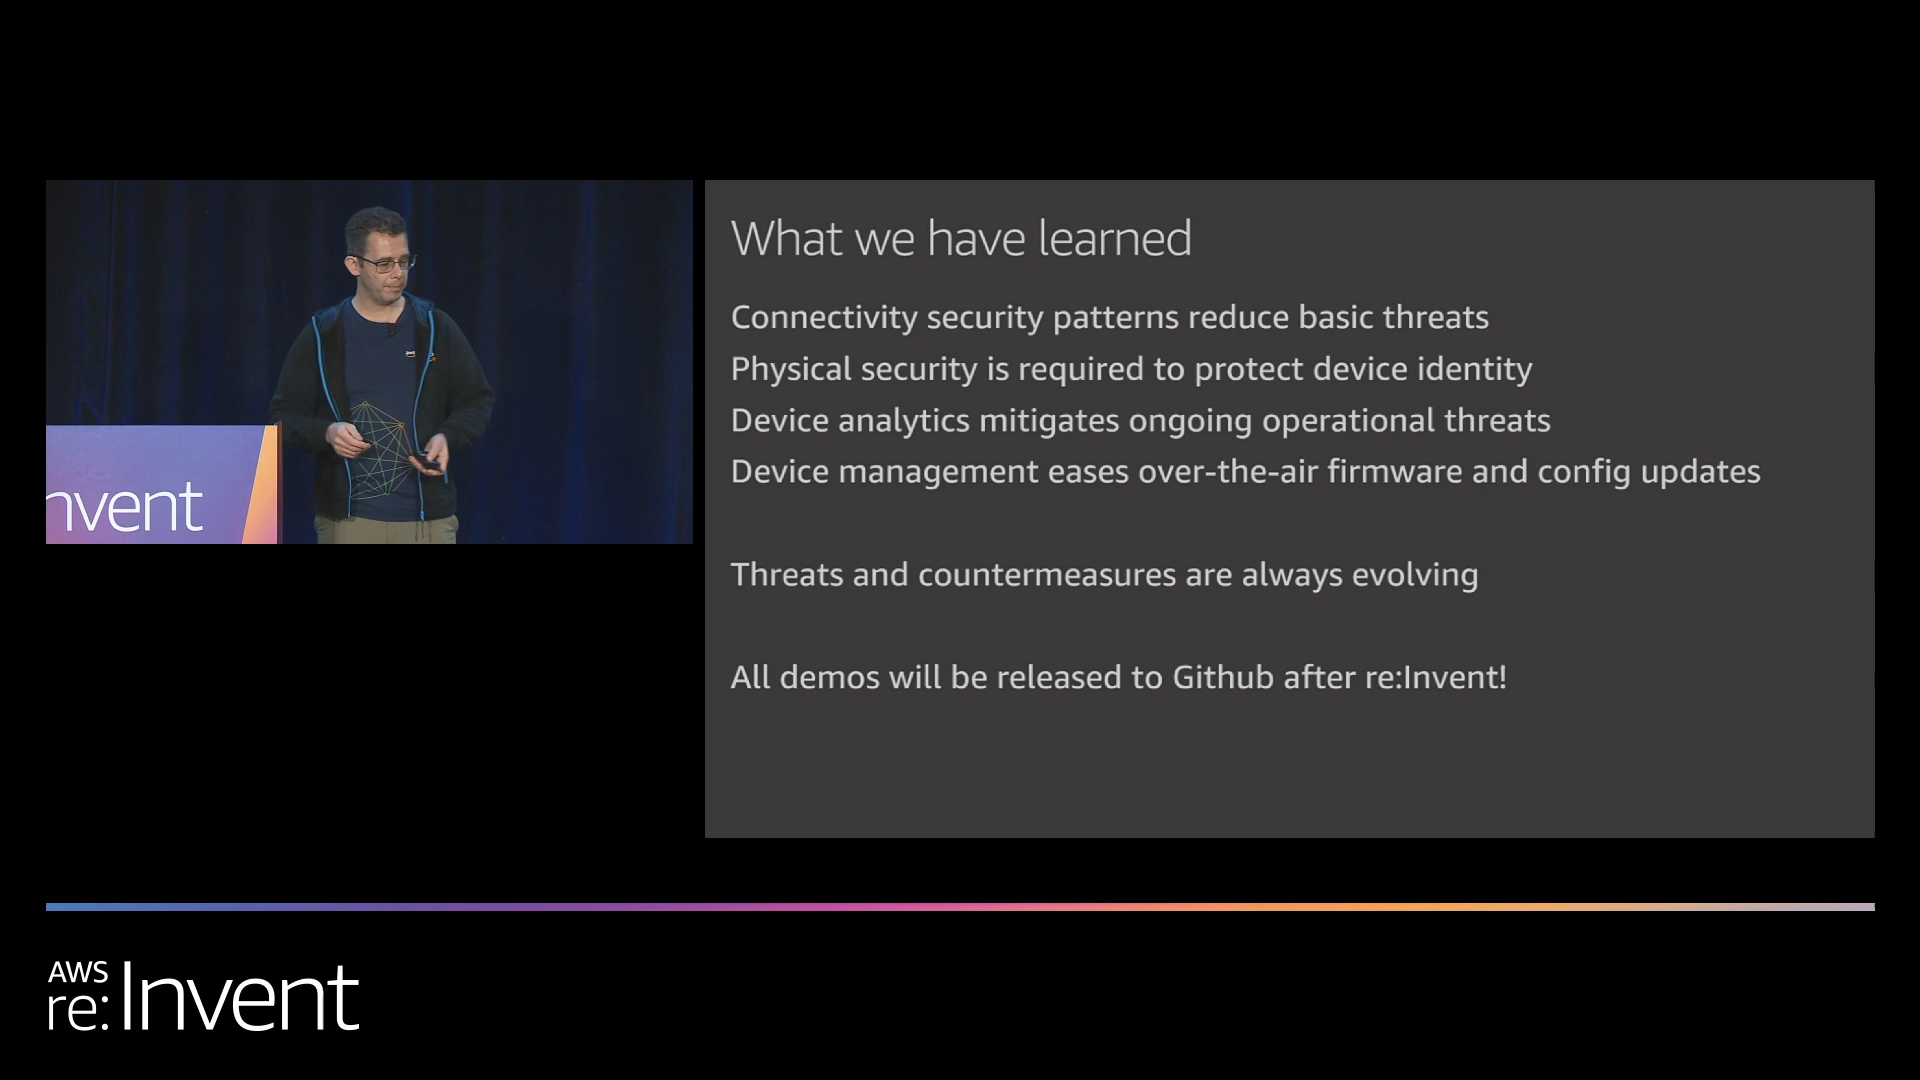 nvent
What we have learned
Connectivity security patterns reduce basic threats
Physical security is required to protect device identity
Device analytics mitigates ongoing operational threats
Device management eases over-the-air firmware and config updates
Threats and countermeasures are always evolving
All demos will be released to Github after re:Invent!
AWS
re:Invent